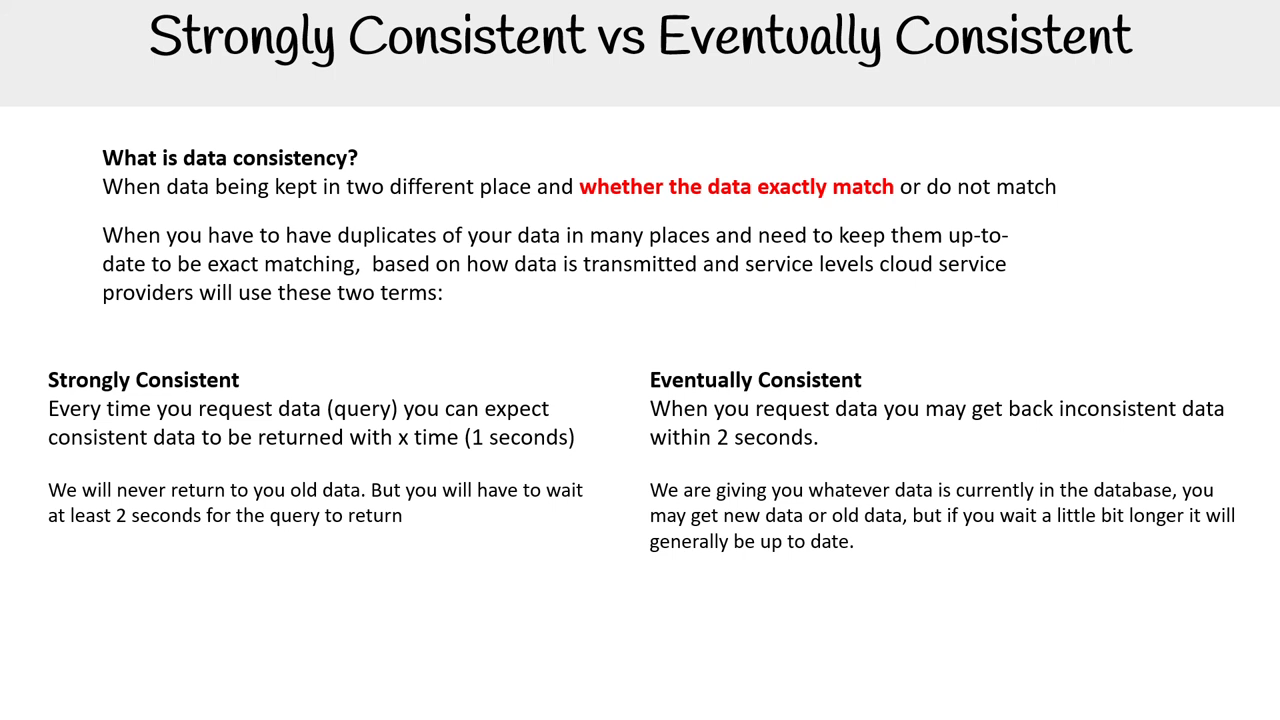 Strongly Consistent vs Eventually Consistent
What is data consistency?
When data being kept in two different place and whether the data exactly match or do not match
When you have to have duplicates of your data in many places and need to keep them up-to-
date to be exact matching,  based on how data is transmitted and service levels cloud service
providers will use these two terms:
Strongly Consistent
Every time you request data (query) you can expect
consistent data to be returned with x time (1 seconds)
We will never return to you old data. But you will have to wait
at least 2 seconds for the query to return
Eventually Consistent
When you request data you may get back inconsistent data
within 2 seconds.
We are giving you whatever data is currently in the database, you
may get new data or old data, but if you wait a little bit longer it will
generally be up to date.